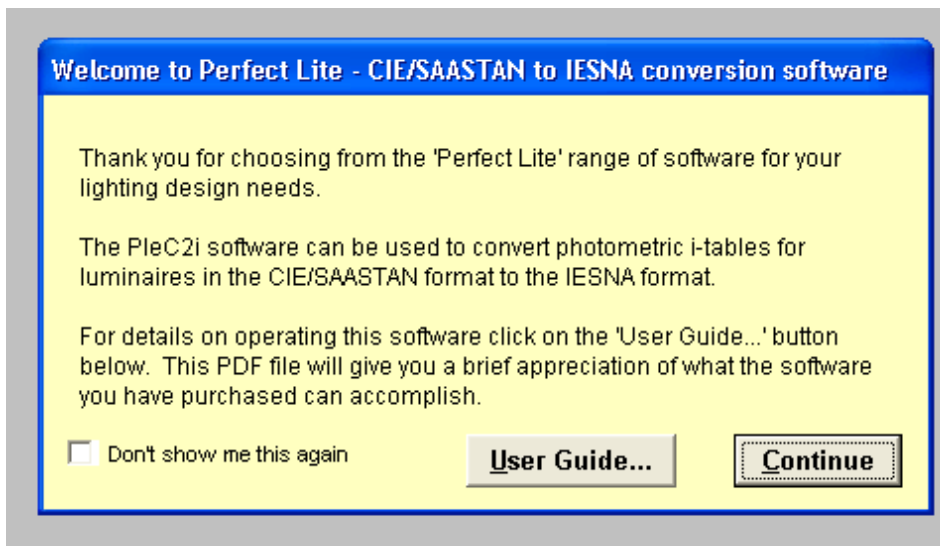 Welcome to Perfect Lite - CIE/SAASTAN to IESNA conversion software
Thank you for choosing from the 'Perfect Lite' range of software for your
lighting design needs.
The PleC2i software can be used to convert photometric i-tables for
luminaires in the CIE/SAASTAN format to the IESNA format.
For details on operating this software click on the 'User Guide...' button
below.  This PDF file will give you a brief appreciation of what the software
you have purchased can accomplish.
Don't show me this again
User Guide...
Continue